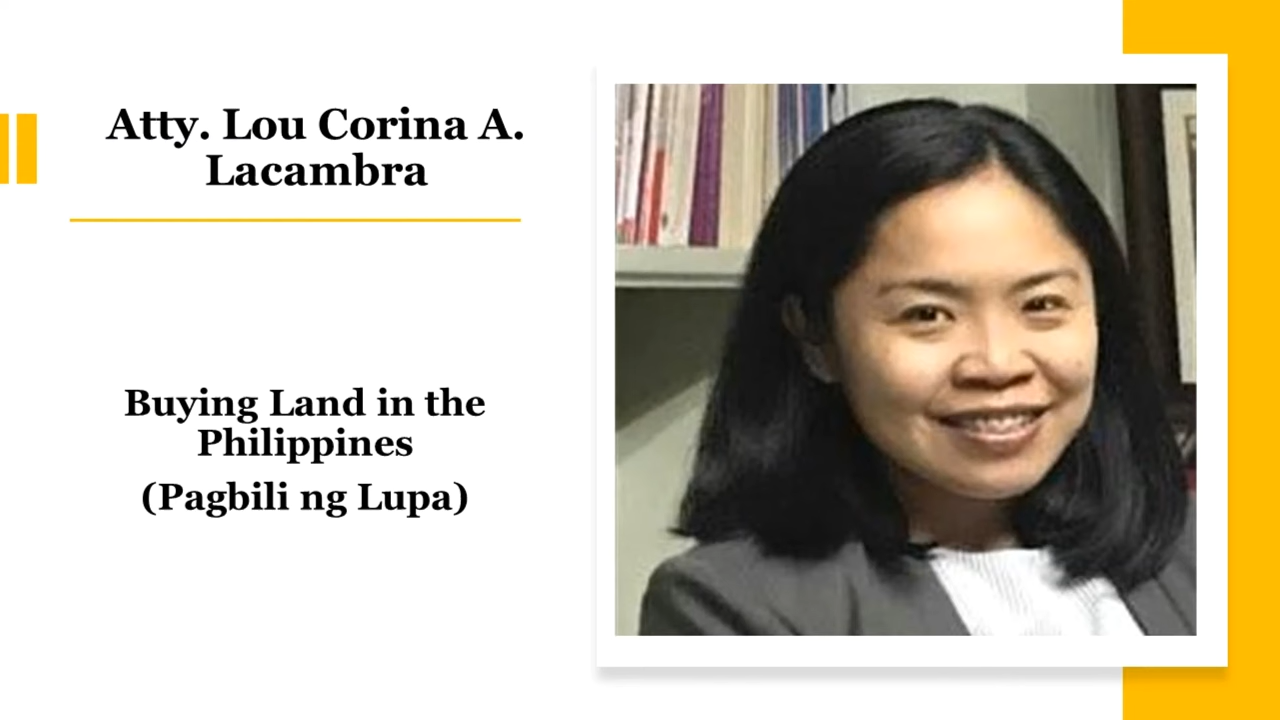 Atty. Lou Corina A.
Lacambra
Buying Land in the
Philippines
(Pagbili ng Lupa)